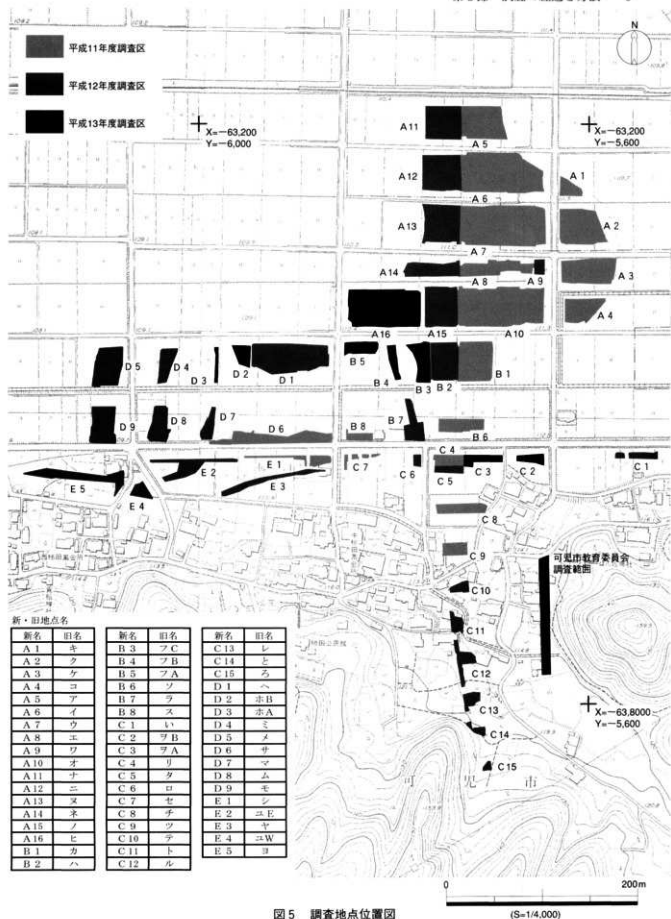 平成11年度調査区
平成12年度調査区
平成13年度調査区
N
X=-63,200
Y=-6,000
X=-63,200
Y=-5,600
A11
A5
A12
A1
A6
A13
A2
A7
A14
A8
A9
A3
A4
A16
A15
A10
D5
D4
D3
D2
D1
B5
B4
B3
B2
B1
D9
D8
D7
D6
B8
B7
B6
E5
E4
E2
E1
E3
C7
C6
C4
C5
C3
C2
C1
C8
C9
C10
C11
C12
C13
C14
C15
可児市教育委員会
調査範囲
X=-63,8000
Y=-5,600
可児市
新・旧地点名
新名 旧名 新名 旧名 新名 旧名
A1 キ B3 フC C13 レ
A2 ク B4 フB C14 と
A3 ケ B5 フA C15 ろ
A4 コ B6 ソ D1 ヘ
A5 ア B7 ラ D2 ホB
A6 イ B8 ス D3 ホA
A7 ウ C1 い D4 ミ
A8 エ C2 ヲB D5 メ
A9 ワ C3 ヲA D6 サ
A10 オ C4 リ D7 マ
A11 ナ C5 タ D8 ム
A12 ニ C6 ロ D9 モ
A13 ヌ C7 セ E1 シ
A14 ネ C8 チ E2 ユE
A15 ノ C9 ツ E3 ヤ
A16 ヒ C10 テ E4 ユW
B1 カ C11 ト E5 ヨ
B2 ハ C12 ル
0 200m
(S=1/4,000)
図5 調査地点位置図